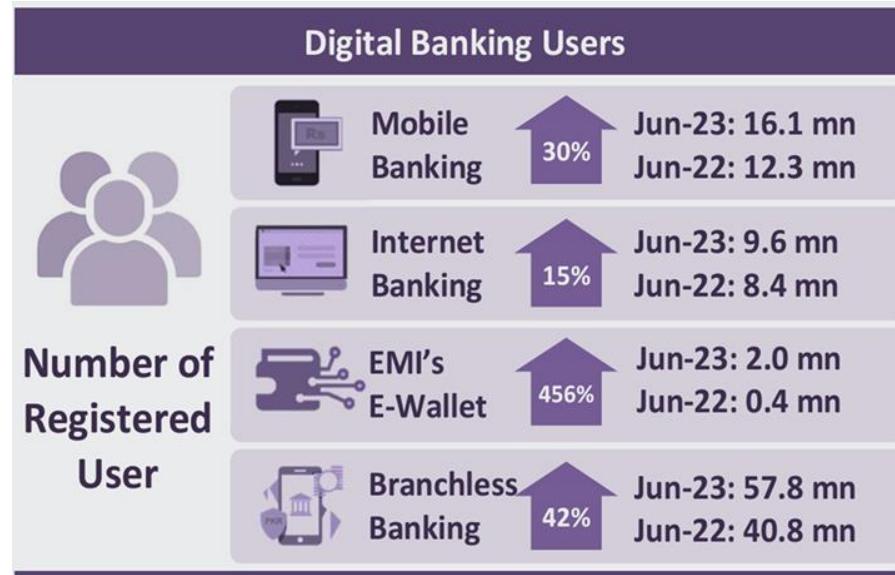 Digital Banking Users
Number of
Registered
User
Rs
Mobile
Banking
30%
Jun-23: 16.1 mn
Jun-22: 12.3 mn
Internet
Banking
15%
Jun-23: 9.6 mn
Jun-22: 8.4 mn
EMI's
E-Wallet
456%
Jun-23: 2.0 mn
Jun-22: 0.4 mn
PKR
Branchless
Banking
42%
Jun-23: 57.8 mn
Jun-22: 40.8 mn